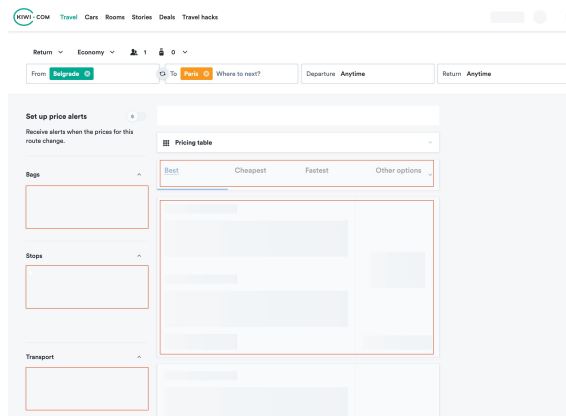 KIWI·COM Travel Cars Rooms Stories Deals Travel hacks
Return Economy 1 0
From Belgrade To Paris Where to next? Departure Anytime Return Anytime
Set up price alerts
Receive alerts when the prices for this
route change.
Pricing table
Best Cheapest Fastest Other options
Bags
Stops
Transport